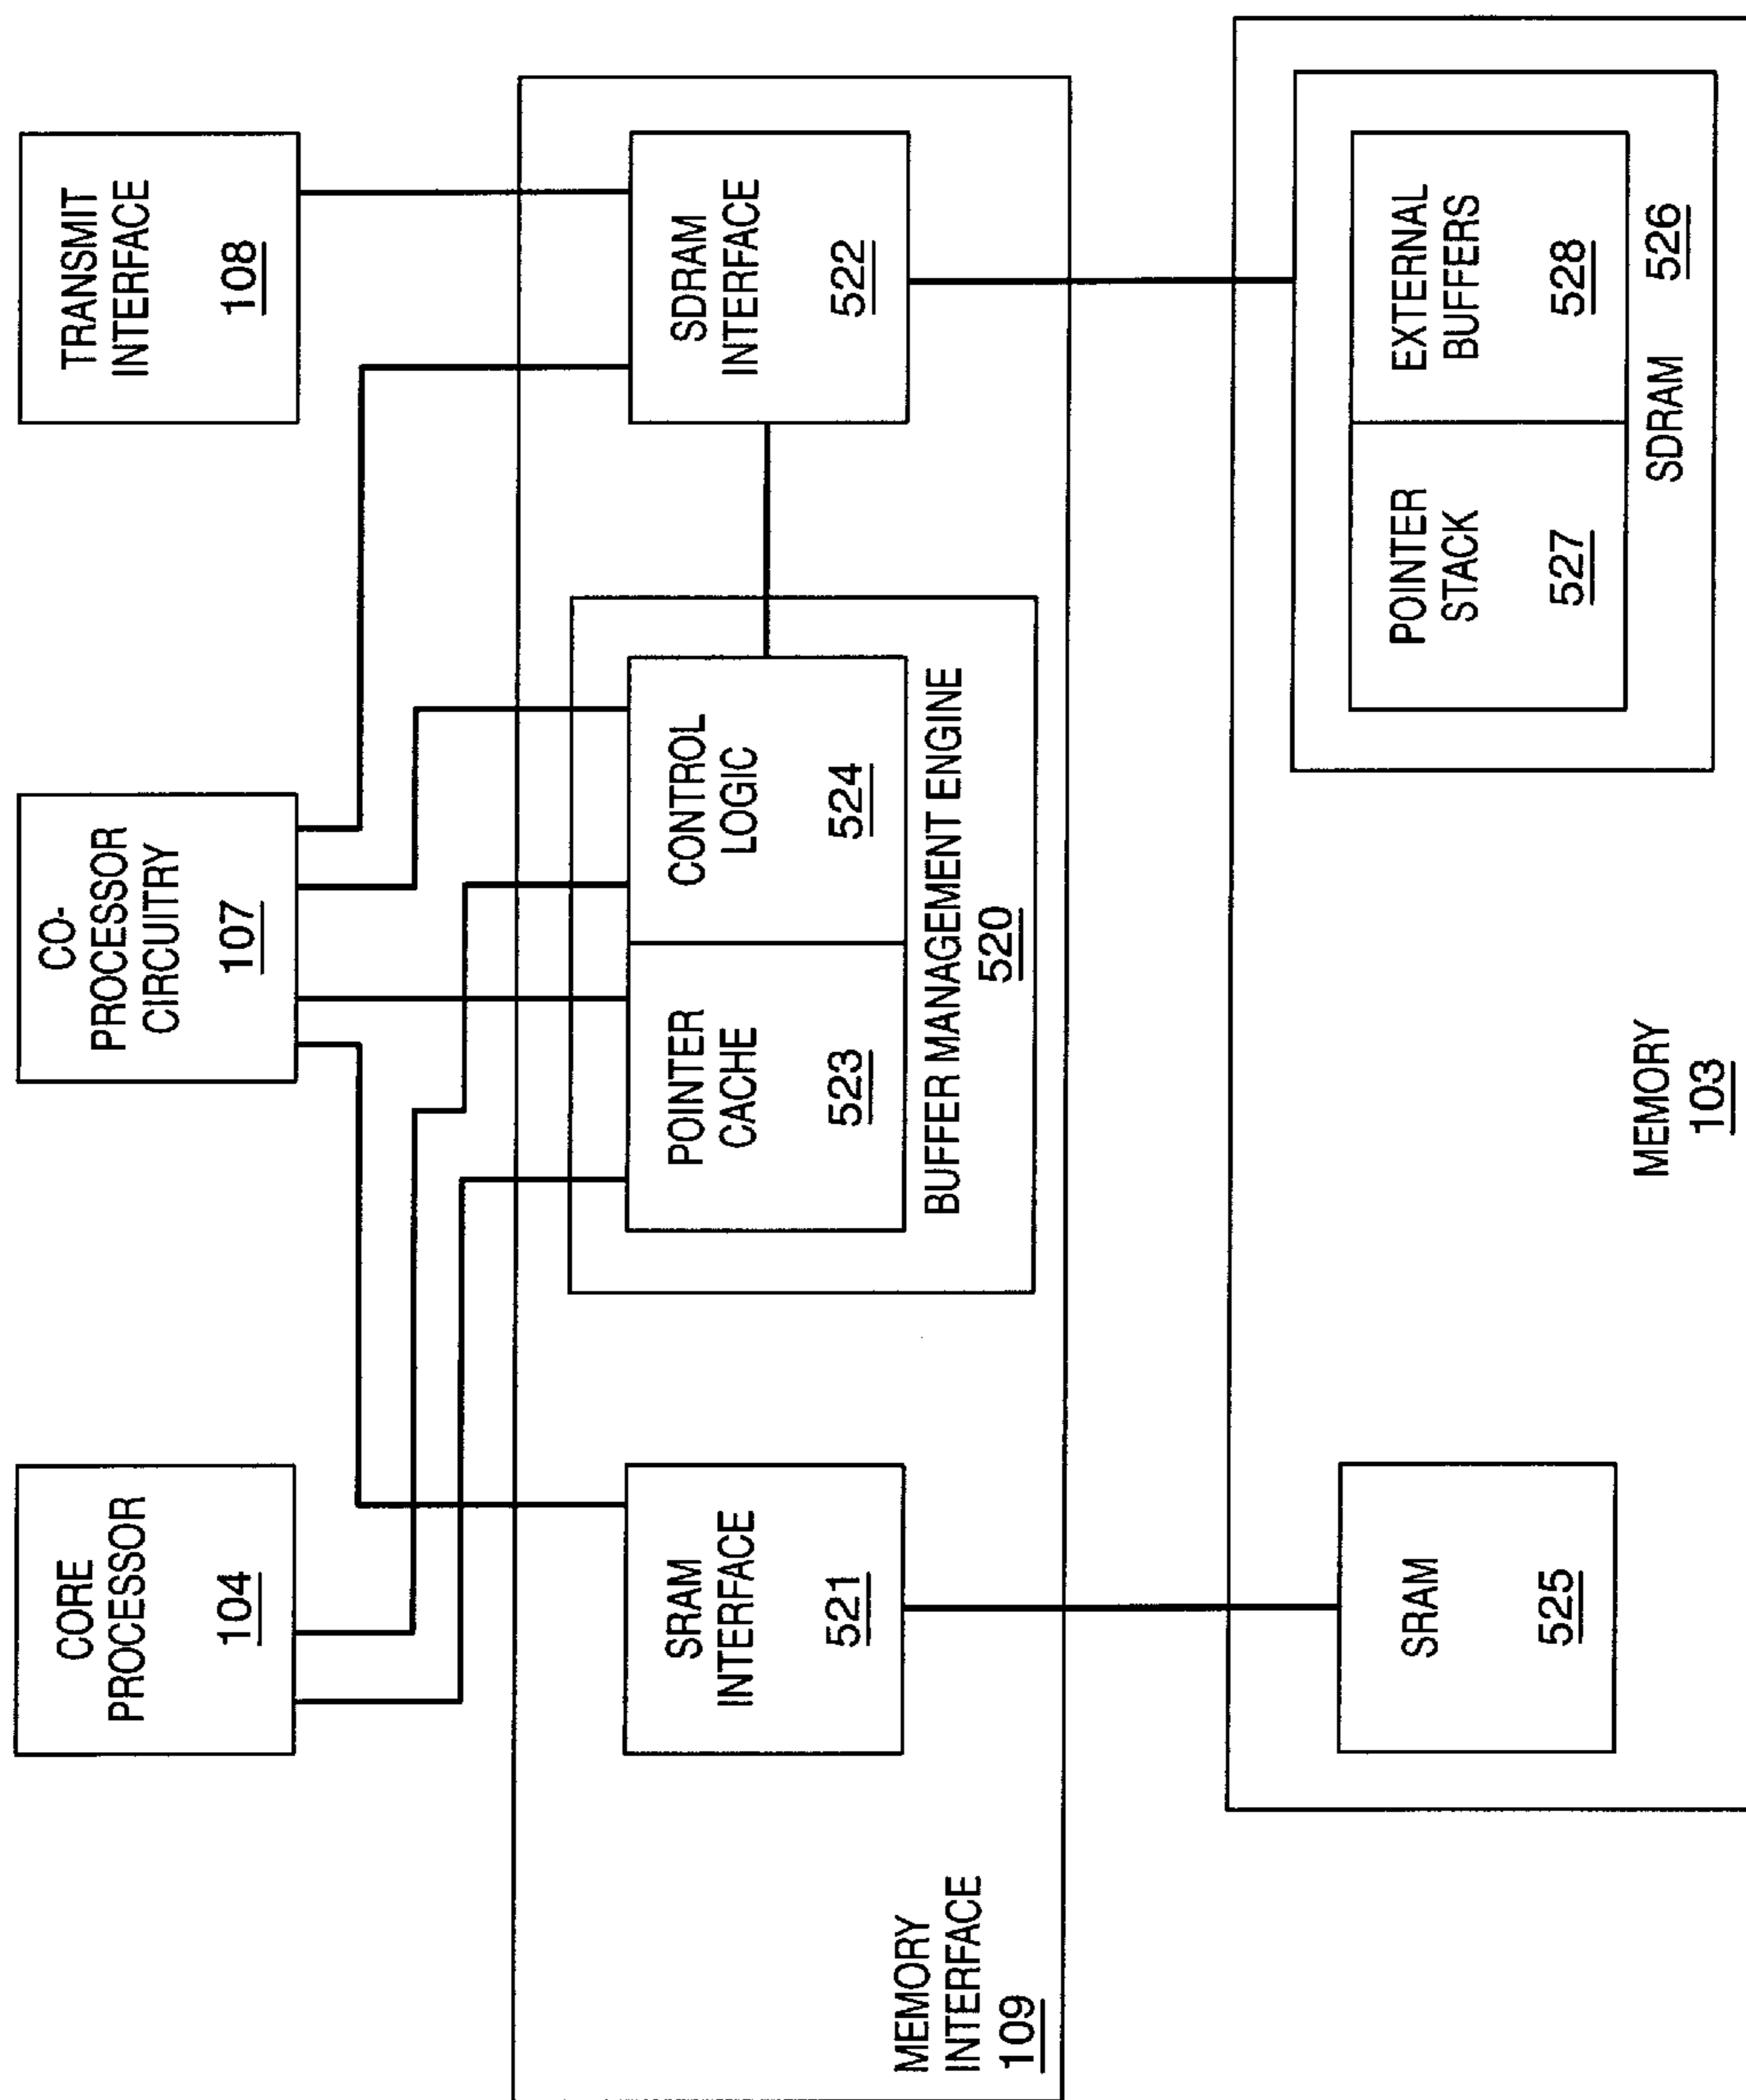 CORE
PROCESSOR
104
CO-
PROCESSOR
CIRCUITRY
107
TRANSMIT
INTERFACE
108
MEMORY
INTERFACE
109
SRAM
INTERFACE
521
POINTER
CACHE
523
CONTROL
LOGIC
524
BUFFER MANAGEMENT ENGINE
520
SDRAM
INTERFACE
522
SRAM
525
MEMORY
103
POINTER
STACK
527
EXTERNAL
BUFFERS
528
SDRAM 526